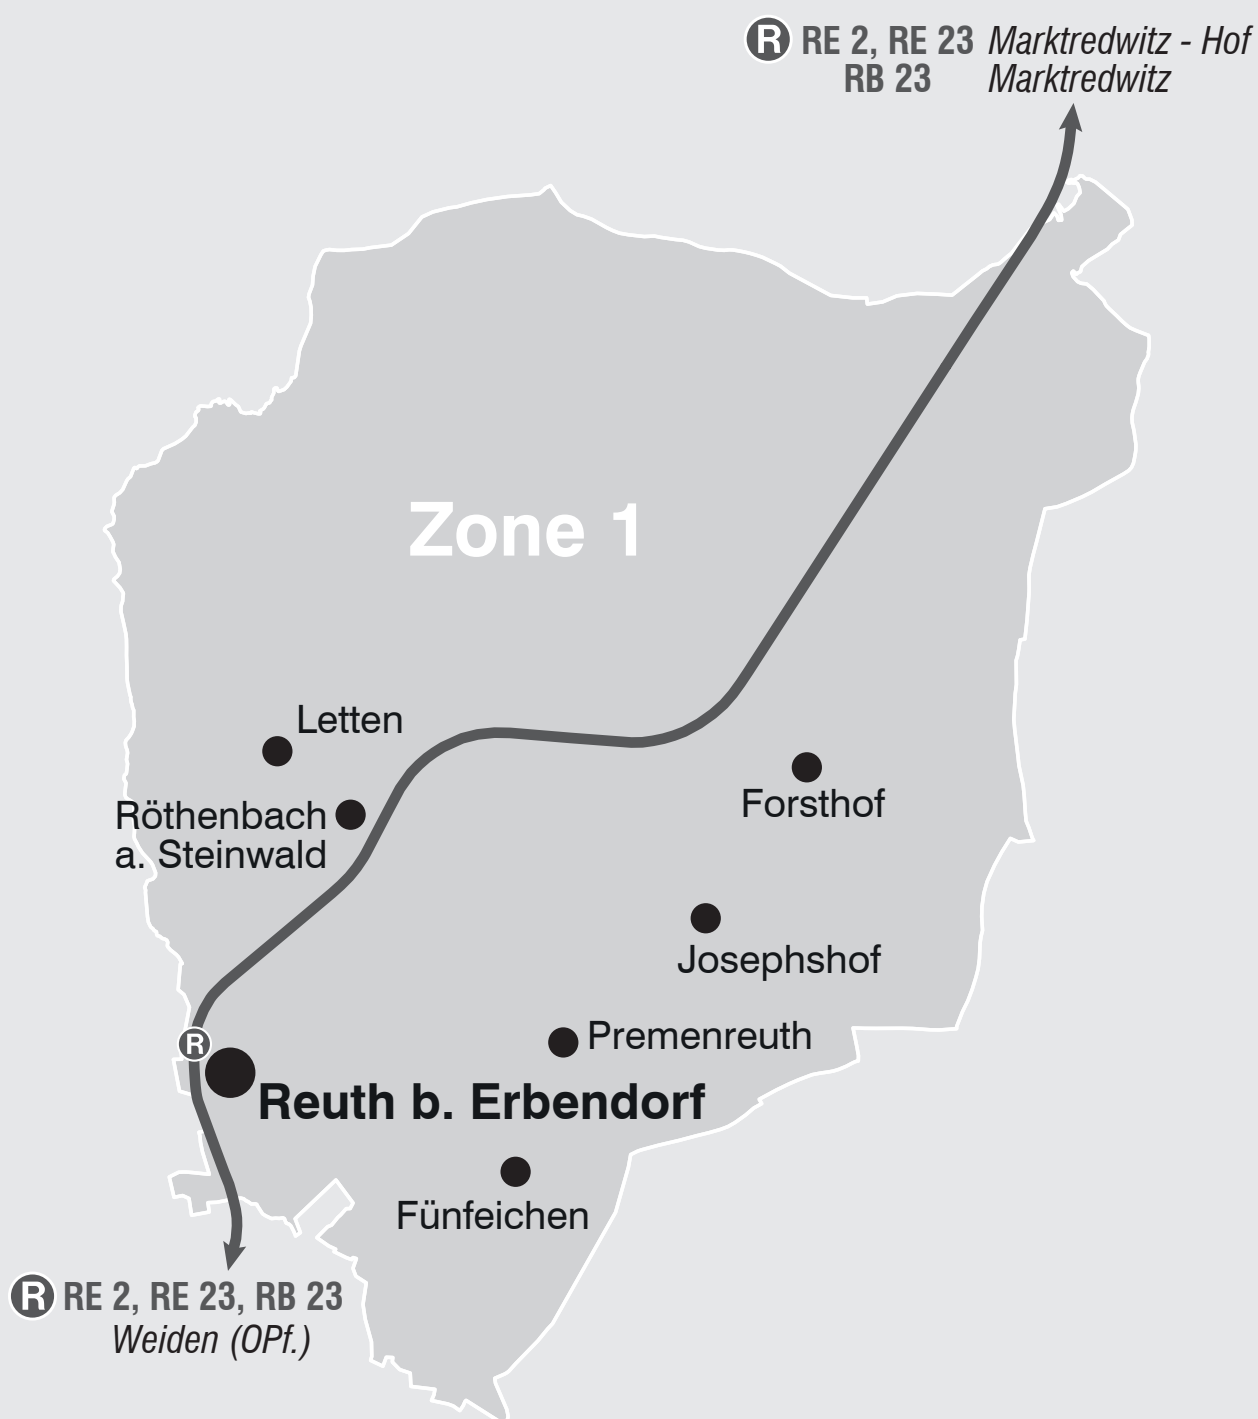 R RE 2, RE 23 Marktredwitz - Hof
RB 23 Marktredwitz
Zone 1
Letten
Röthenbach
a. Steinwald
Forsthof
Josephshof
R
Premenreuth
Reuth b. Erbendorf
Fünfeichen
R RE 2, RE 23, RB 23
Weiden (OPf.)